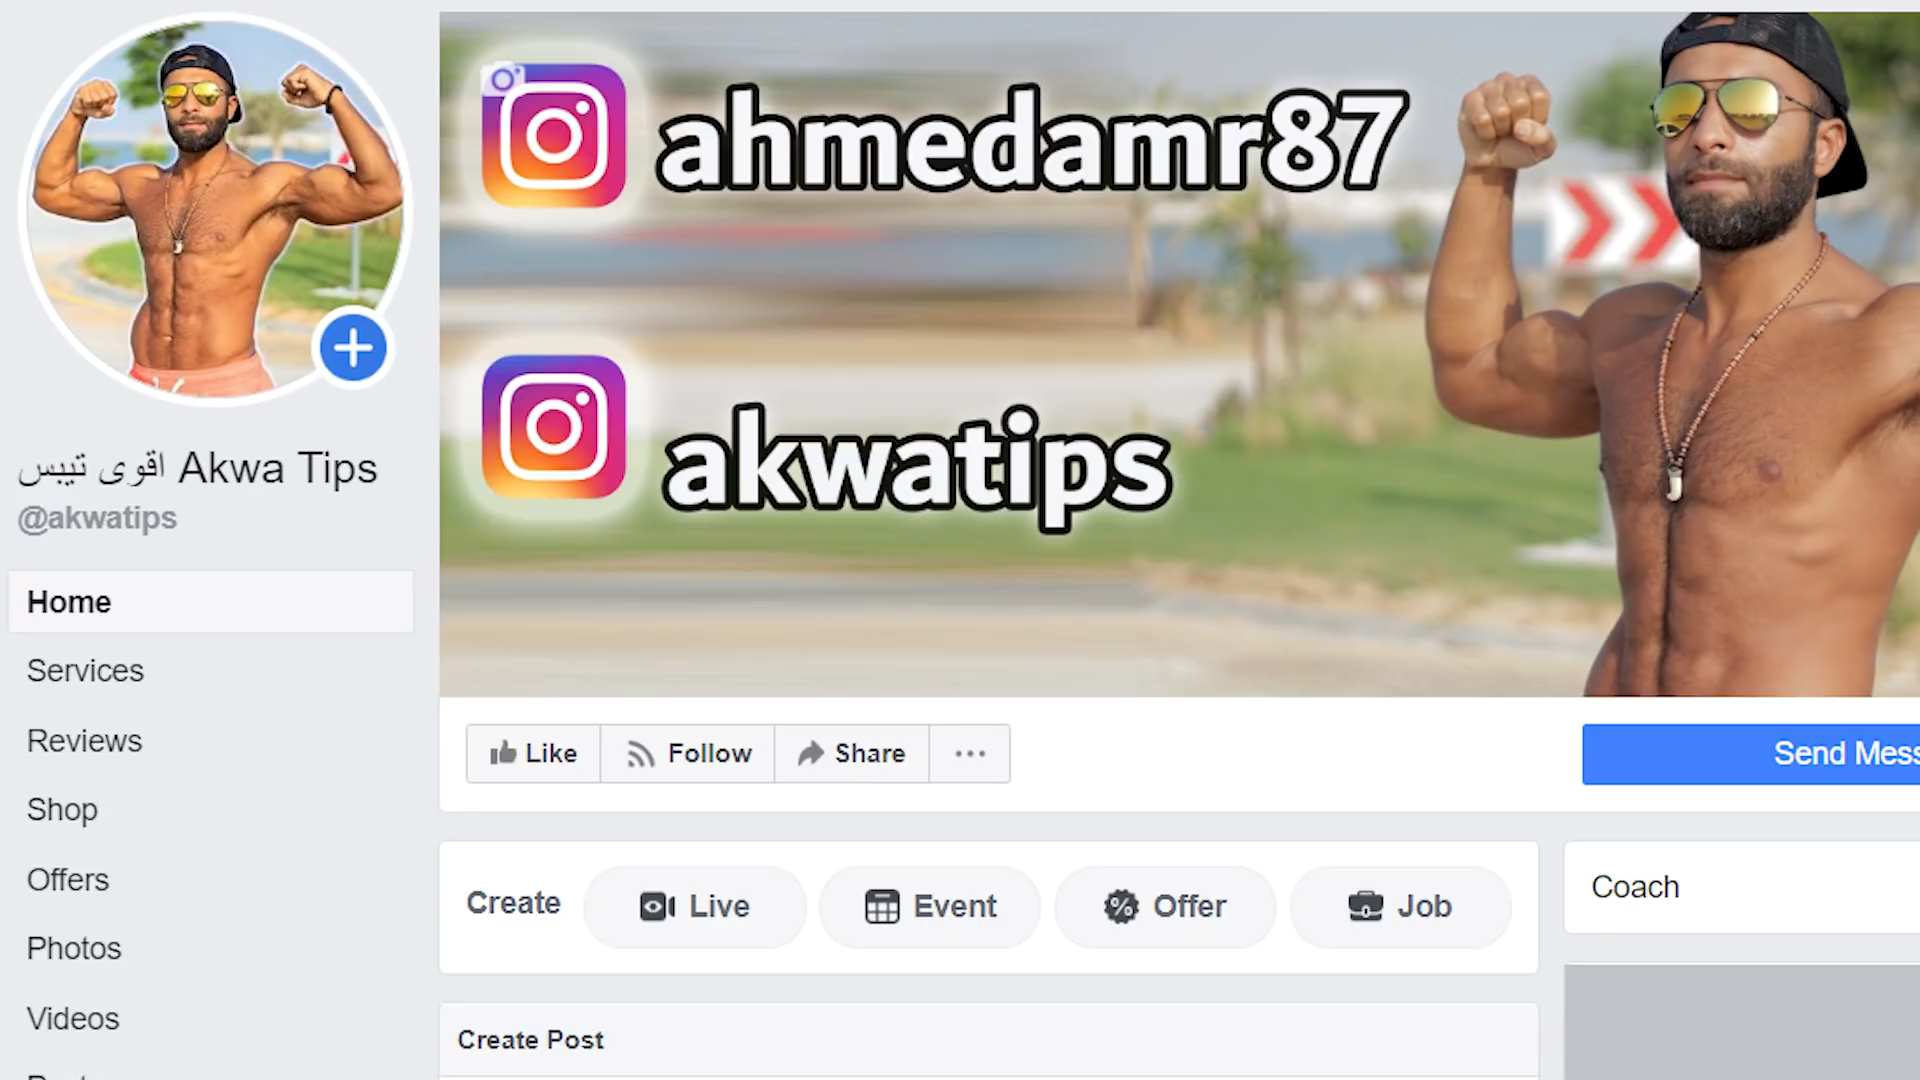 ahmedamr87
akwatips
اقوى تيبس Akwa Tips
@akwatips
Home
Services
Reviews
Shop
Offers
Photos
Videos
Like
Follow
Share
Send Mess
Create
Live
Event
Offer
Job
Coach
Create Post